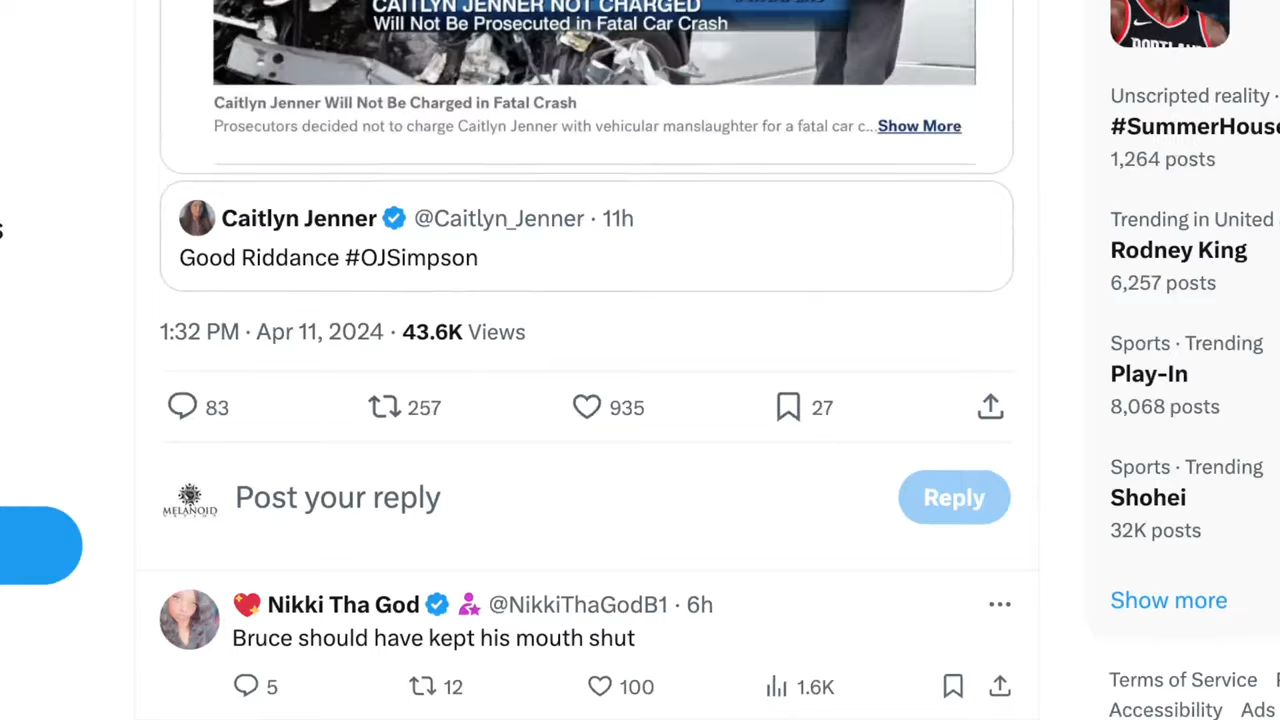 CAITLYN JENNER NOT CHARGED
Will Not Be Prosecuted in Fatal Car Crash
PORTLAND
Caitlyn Jenner Will Not Be Charged in Fatal Crash
Prosecutors decided not to charge Caitlyn Jenner with vehicular manslaughter for a fatal car c...Show More
Caitlyn Jenner @Caitlyn_Jenner · 11h
Good Riddance #OJSimpson
1:32 PM · Apr 11, 2024 · 43.6K Views
83 257 935 27
MELANOID
Post your reply
Reply
Nikki Tha God @NikkiThaGodB1 · 6h
Bruce should have kept his mouth shut
5 12 100 1.6K
Unscripted reality ·
#SummerHouse
1,264 posts
Trending in United
Rodney King
6,257 posts
Sports · Trending
Play-In
8,068 posts
Sports · Trending
Shohei
32K posts
Show more
Terms of Service
Accessibility Ads